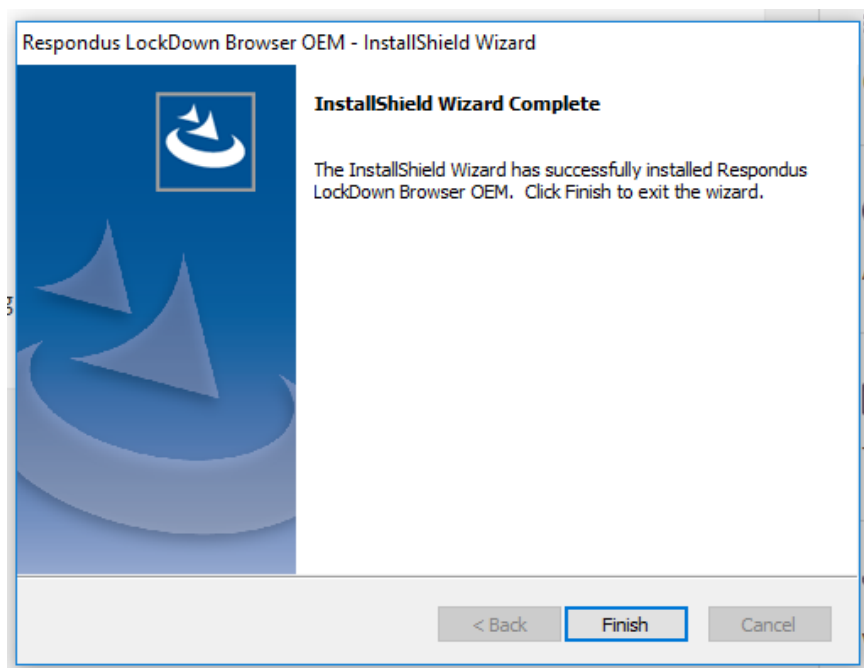 Respondus LockDown Browser OEM - InstallShield Wizard
InstallShield Wizard Complete
The InstallShield Wizard has successfully installed Respondus
LockDown Browser OEM.  Click Finish to exit the wizard.
g
< Back
Finish
Cancel